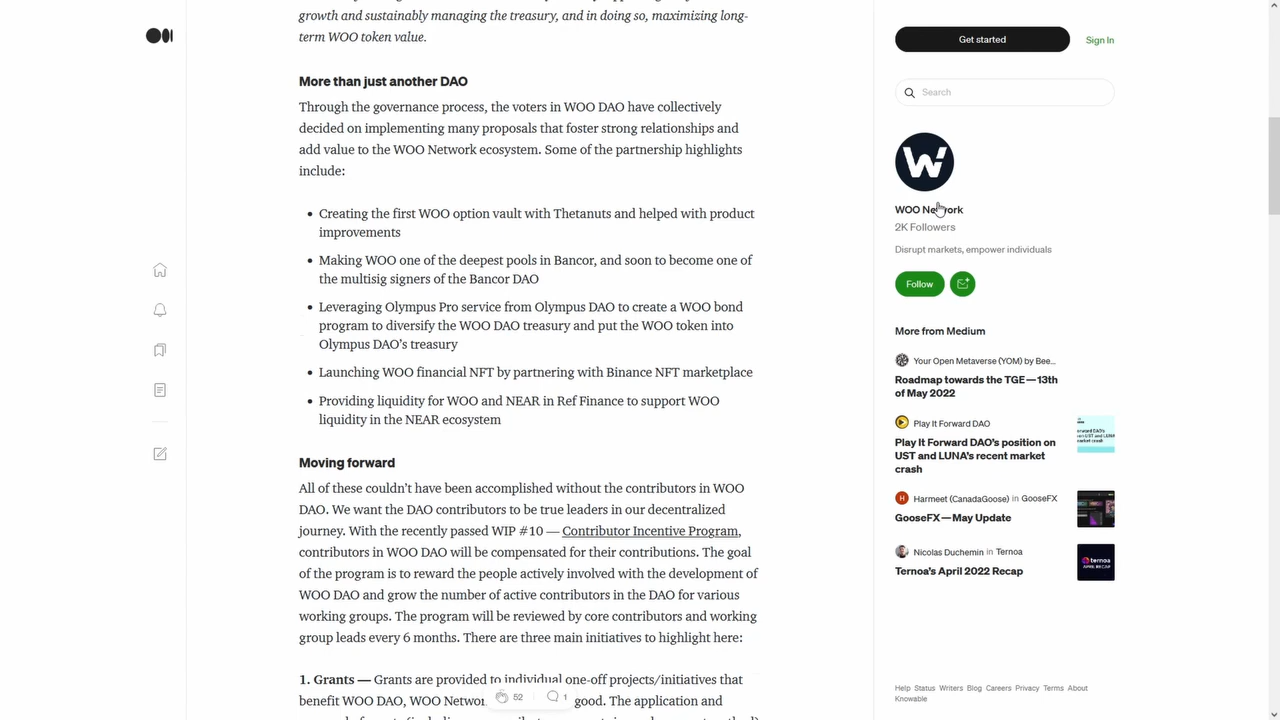 growth and sustainably managing the treasury, and in doing so, maximizing long-
term WOO token value.
More than just another DAO
Through the governance process, the voters in WOO DAO have collectively
decided on implementing many proposals that foster strong relationships and
add value to the WOO Network ecosystem. Some of the partnership highlights
include:
• Creating the first WOO option vault with Thetanuts and helped with product
improvements
• Making WOO one of the deepest pools in Bancor, and soon to become one of
the multisig signers of the Bancor DAO
• Leveraging Olympus Pro service from Olympus DAO to create a WOO bond
program to diversify the WOO DAO treasury and put the WOO token into
Olympus DAO's treasury
• Launching WOO financial NFT by partnering with Binance NFT marketplace
• Providing liquidity for WOO and NEAR in Ref Finance to support WOO
liquidity in the NEAR ecosystem
Moving forward
All of these couldn't have been accomplished without the contributors in WOO
DAO. We want the DAO contributors to be true leaders in our decentralized
journey. With the recently passed WIP #10 — Contributor Incentive Program,
contributors in WOO DAO will be compensated for their contributions. The goal
of the program is to reward the people actively involved with the development of
WOO DAO and grow the number of active contributors in the DAO for various
working groups. The program will be reviewed by core contributors and working
group leads every 6 months. There are three main initiatives to highlight here:
1. Grants — Grants are provided to individual one-off projects/initiatives that
benefit WOO DAO, WOO Networ good. The application and
52 1
Get started
Sign In
Search
W
WOO Network
2K Followers
Disrupt markets, empower individuals
Follow
More from Medium
Your Open Metaverse (YOM) by Bee...
Roadmap towards the TGE—13th
of May 2022
Play It Forward DAO
Play It Forward DAO's position on
UST and LUNA's recent market
crash
H Harmeet (CanadaGoose) in GooseFX
GooseFX—May Update
Nicolas Duchemin in Ternoa
Ternoa's April 2022 Recap
ternoa
APRIL RECAP
Help Status Writers Blog Careers Privacy Terms About
Knowable